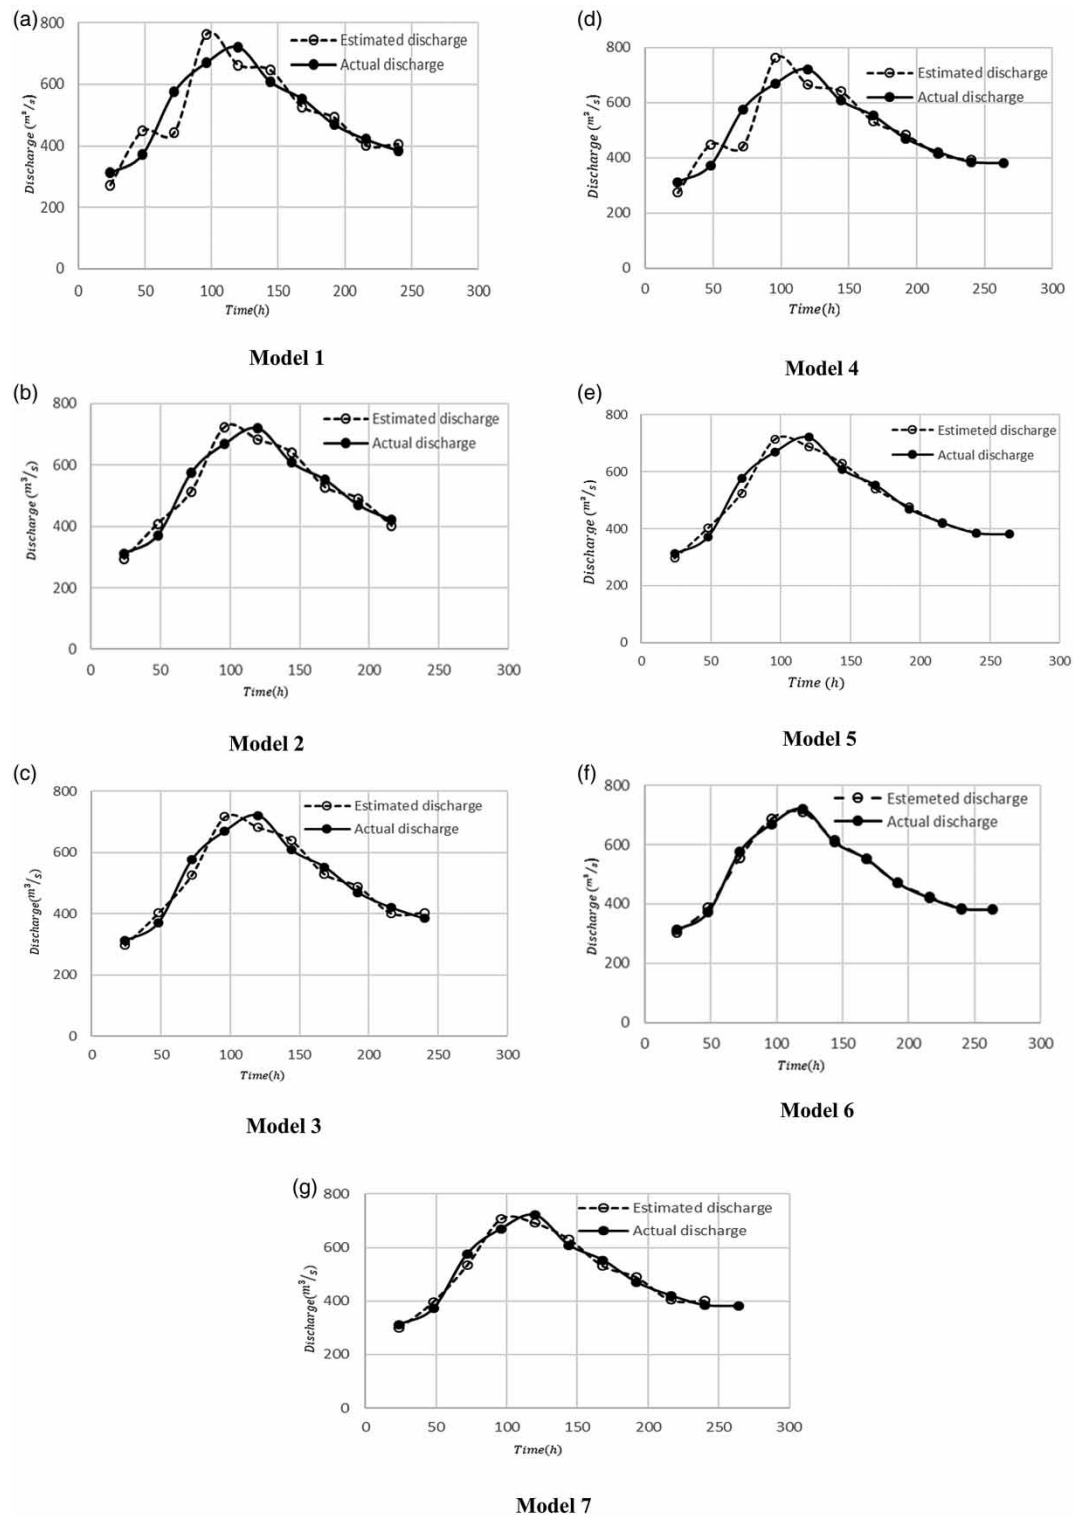 (a)
800
600
400
200
0
Discharge (m³/s)
Estimated discharge
Actual discharge
0 50 100 150 200 250 300
Time(h)
Model 1
(b)
800
600
400
200
0
Discharge (m³/s)
Estimated discharge
Actual discharge
0 50 100 150 200 250 300
Time(h)
Model 2
(c)
800
600
400
200
0
Discharge(m³/s)
Estimated discharge
Actual discharge
0 50 100 150 200 250 300
Time(h)
Model 3
(d)
800
600
400
200
0
Discharge (m³/s)
Estimated discharge
Actual discharge
0 50 100 150 200 250 300
Time(h)
Model 4
(e)
800
600
400
200
0
Discharge (m³/s)
Estimeted discharge
Actual discharge
0 50 100 150 200 250 300
Time (h)
Model 5
(f)
800
600
400
200
0
Discharge (m³/s)
Estemeted discharge
Actual discharge
0 50 100 150 200 250 300
Time(h)
Model 6
(g)
800
600
400
200
0
Discharge(m³/s)
Estimated discharge
Actual discharge
0 50 100 150 200 250 300
Time(h)
Model 7